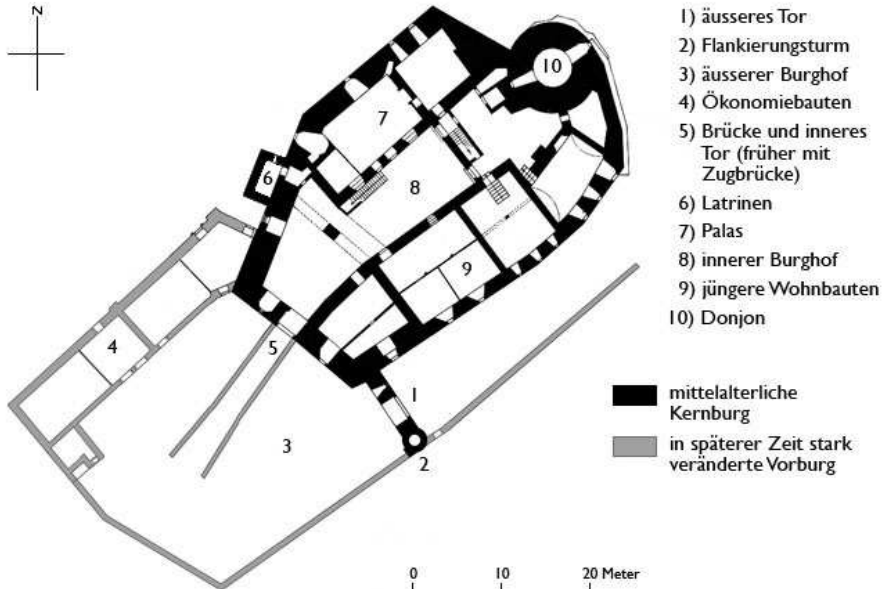 N
1) äusseres Tor
2) Flankierungsturm
3) äusserer Burghof
4) Ökonomiebauten
5) Brücke und inneres
Tor (früher mit
Zugbrücke)
6) Latrinen
7) Palas
8) innerer Burghof
9) jüngere Wohnbauten
10) Donjon
mittelalterliche
Kernburg
in späterer Zeit stark
veränderte Vorburg
10
7
6
8
9
5
4
1
3
2
0 10 20 Meter